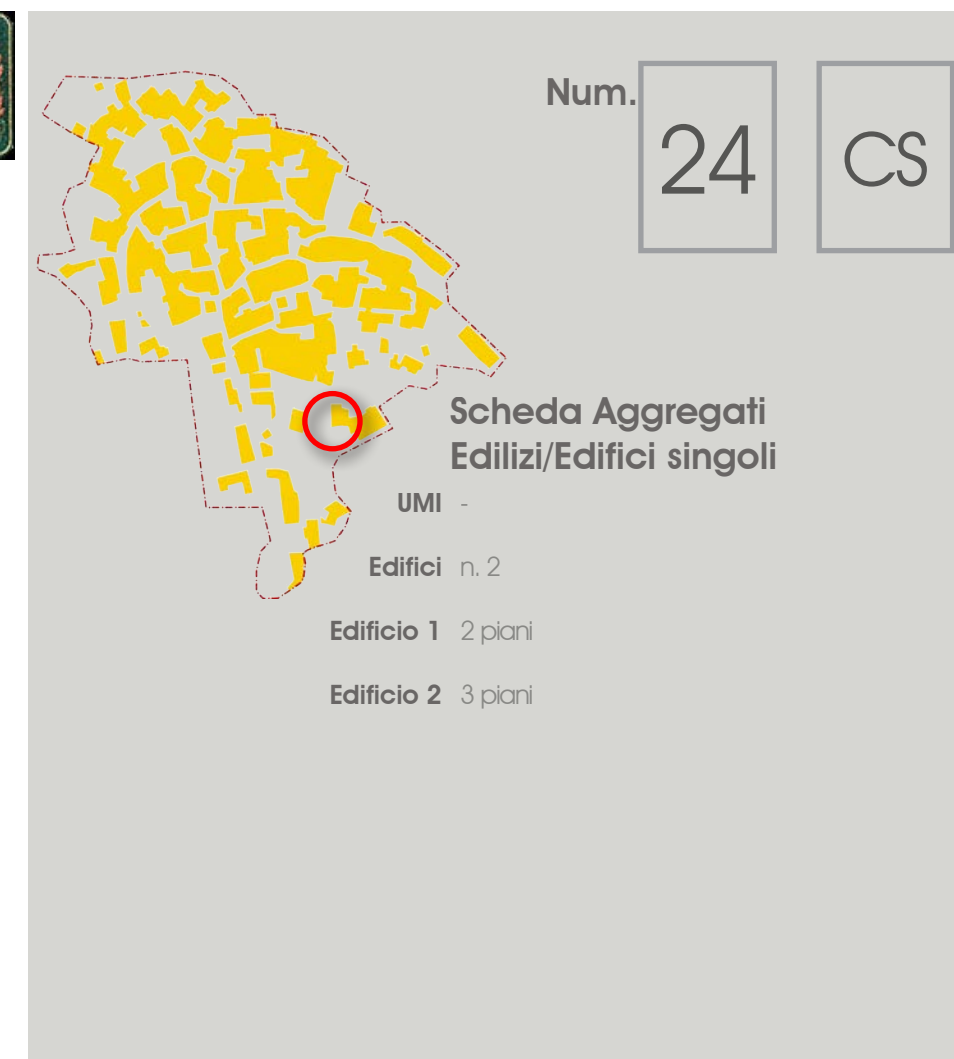 Num. 24 CS
Scheda Aggregati
Edilizi/Edifici singoli
UMI -
Edifici n. 2
Edificio 1 2 piani
Edificio 2 3 piani